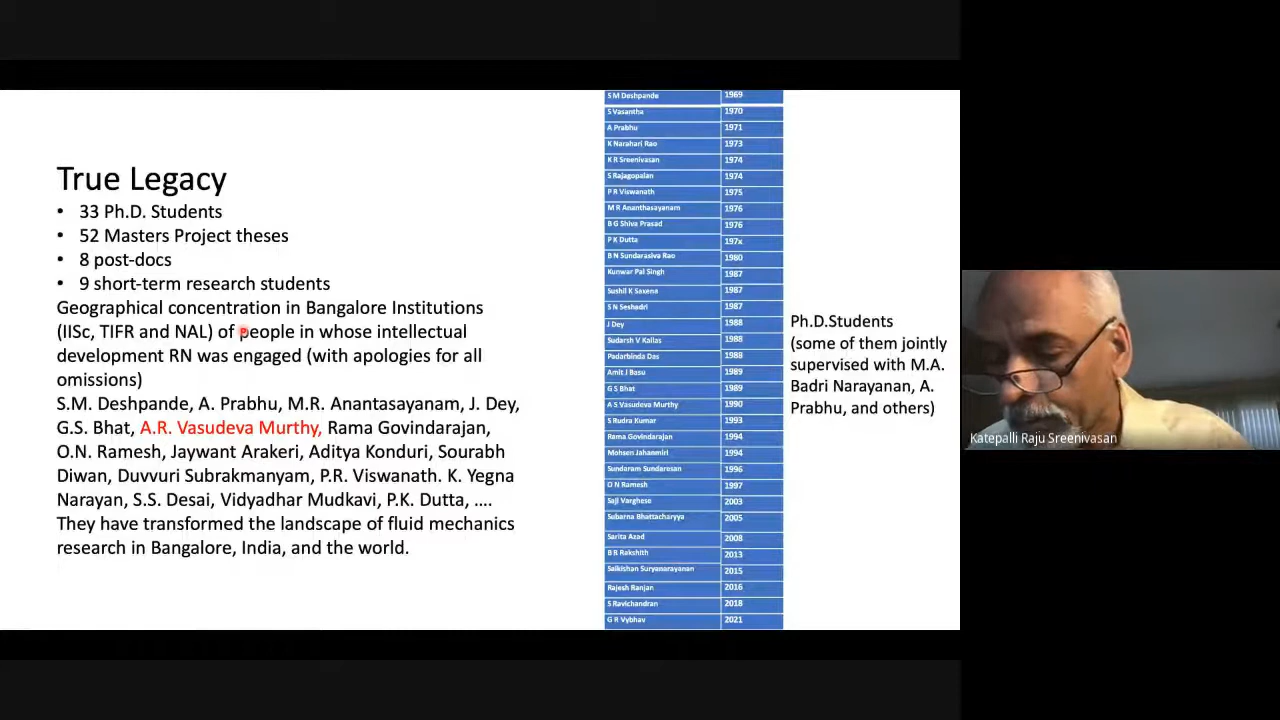 True Legacy
• 33 Ph.D. Students
• 52 Masters Project theses
• 8 post-docs
• 9 short-term research students
Geographical concentration in Bangalore Institutions
(IISc, TIFR and NAL) of people in whose intellectual
development RN was engaged (with apologies for all
omissions)
S.M. Deshpande, A. Prabhu, M.R. Anantasayanam, J. Dey,
G.S. Bhat, A.R. Vasudeva Murthy, Rama Govindarajan,
O.N. Ramesh, Jaywant Arakeri, Aditya Konduri, Sourabh
Diwan, Duvvuri Subrakmanyam, P.R. Viswanath. K. Yegna
Narayan, S.S. Desai, Vidyadhar Mudkavi, P.K. Dutta, ....
They have transformed the landscape of fluid mechanics
research in Bangalore, India, and the world.
S M Deshpande 1969
S Vasantha 1970
A Prabhu 1971
K Narahari Rao 1973
K R Sreenivasan 1974
S Rajagopalan 1974
P R Viswanath 1975
M R Ananthasayanam 1976
B G Shiva Prasad 1976
P K Dutta 197x
B N Sundarasiva Rao 1980
Kunwar Pal Singh 1987
Sushil K Saxena 1987
S N Seshadri 1987
J Dey 1988
Sudarsh V Kailas 1988
Padarbinda Das 1988
Amit J Basu 1989
G S Bhat 1989
A S Vasudeva Murthy 1990
S Rudra Kumar 1993
Rama Govindarajan 1994
Mohsen Jahanmiri 1994
Sundaram Sundaresan 1996
O N Ramesh 1997
Saji Varghese 2003
Subarna Bhattacharyya 2005
Sarita Azad 2008
B R Rakshith 2013
Saikishan Suryanarayanan 2015
Rajesh Ranjan 2016
S Ravichandran 2018
G R Vybhav 2021
Ph.D.Students
(some of them jointly
supervised with M.A.
Badri Narayanan, A.
Prabhu, and others)
Katepalli Raju Sreenivasan